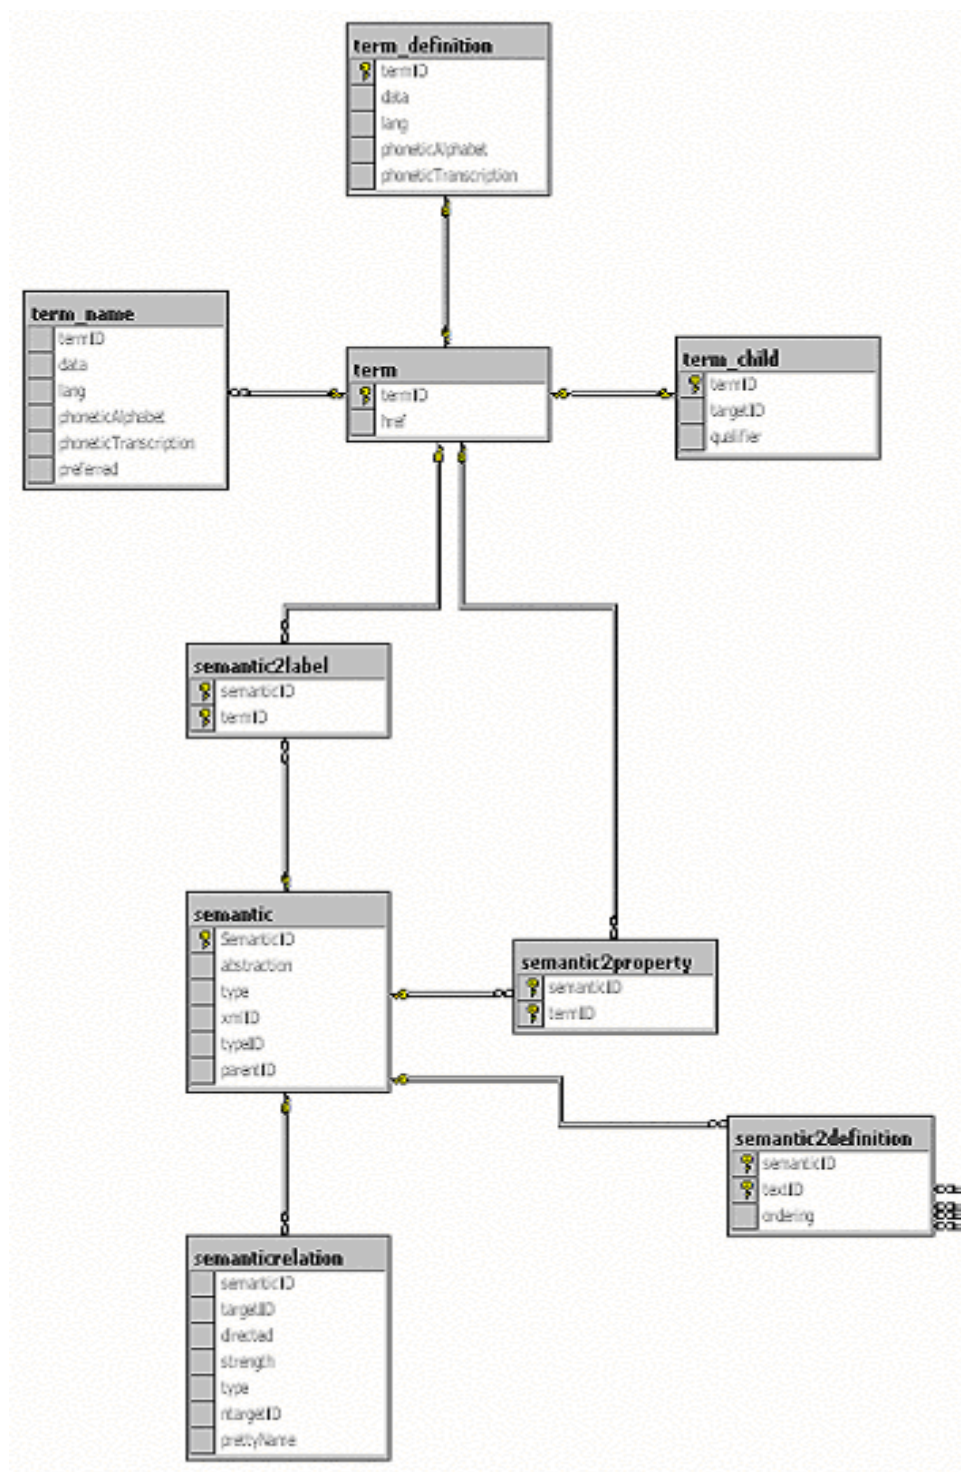 term_definition
termID
data
lang
phoneticAlphabet
phoneticTranscription
term_name
termID
data
lang
phoneticAlphabet
phoneticTranscription
preferred
term
termID
href
term_child
termID
targetID
qualifier
semantic2label
semanticID
termID
semantic
SemanticID
abstraction
type
xmlID
typeID
parentID
semantic2property
semanticID
termID
semantic2definition
semanticID
textID
ordering
semanticrelation
semanticID
targetID
directed
strength
type
ntargetID
prettyName